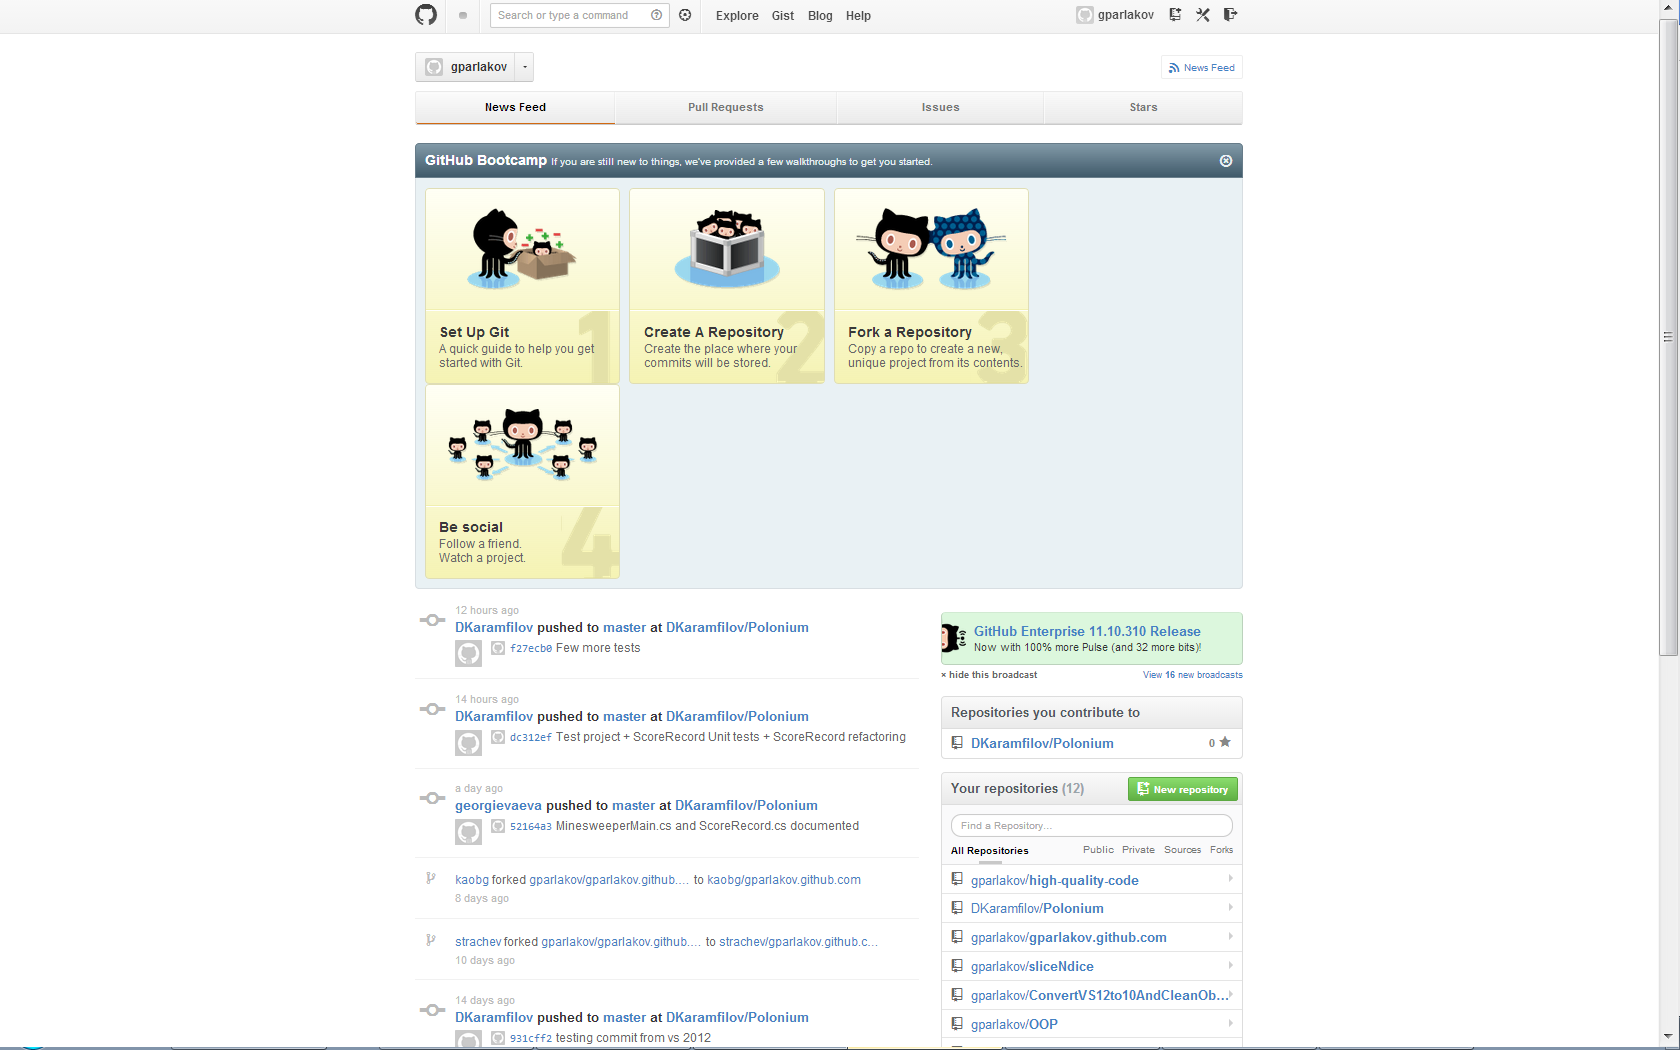 Search or type a command
Explore Gist Blog Help
gparlakov
gparlakov
News Feed
News Feed Pull Requests Issues Stars
GitHub Bootcamp If you are still new to things, we've provided a few walkthroughs to get you started.
1
Set Up Git
A quick guide to help you get
started with Git.
2
Create A Repository
Create the place where your
commits will be stored.
3
Fork a Repository
Copy a repo to create a new,
unique project from its contents.
4
Be social
Follow a friend.
Watch a project.
12 hours ago
DKaramfilov pushed to master at DKaramfilov/Polonium
f27ecb0 Few more tests
14 hours ago
DKaramfilov pushed to master at DKaramfilov/Polonium
dc312ef Test project + ScoreRecord Unit tests + ScoreRecord refactoring
a day ago
georgievaeva pushed to master at DKaramfilov/Polonium
52164a3 MinesweeperMain.cs and ScoreRecord.cs documented
kaobg forked gparlakov/gparlakov.github.... to kaobg/gparlakov.github.com
8 days ago
strachev forked gparlakov/gparlakov.github.... to strachev/gparlakov.github.c...
10 days ago
14 days ago
DKaramfilov pushed to master at DKaramfilov/Polonium
931cff2 testing commit from vs 2012
GitHub Enterprise 11.10.310 Release
Now with 100% more Pulse (and 32 more bits)!
× hide this broadcast View 16 new broadcasts
Repositories you contribute to
DKaramfilov/Polonium 0
Your repositories (12) New repository
Find a Repository...
All Repositories Public Private Sources Forks
gparlakov/high-quality-code
DKaramfilov/Polonium
gparlakov/gparlakov.github.com
gparlakov/sliceNdice
gparlakov/ConvertVS12to10AndCleanOb...
gparlakov/OOP